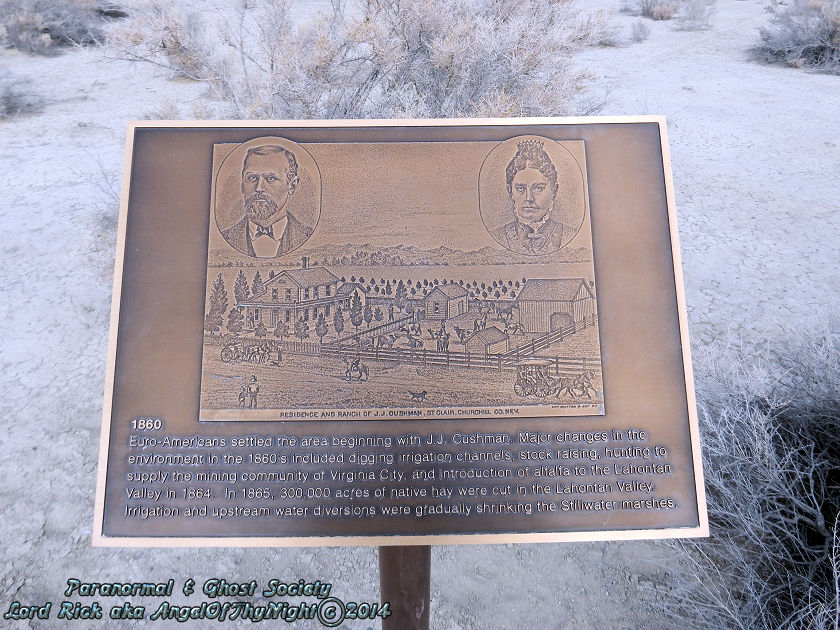 RESIDENCE AND RANCH OF J.J. CUSHMAN, ST CLAIR, CHURCHILL CO. NEV.
1860
Euro-Americans settled the area beginning with J.J. Cushman. Major changes in the
environment in the 1860's included digging irrigation channels, stock raising, hunting to
supply the mining community of Virginia City, and introduction of alfalfa to the Lahontan
Valley in 1864. In 1865, 300,000 acres of native hay were cut in the Lahontan Valley.
Irrigation and upstream water diversions were gradually shrinking the Stillwater marshes.
Paranormal & Ghost Society
Lord Rick aka AngelOfThyNight©2014